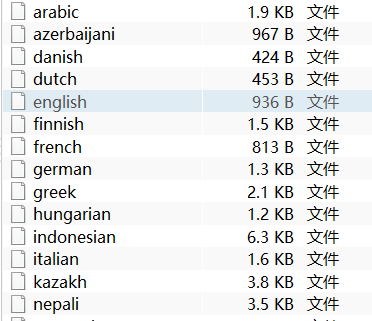 arabic 1.9 KB 文件
azerbaijani 967 B 文件
danish 424 B 文件
dutch 453 B 文件
english 936 B 文件
finnish 1.5 KB 文件
french 813 B 文件
german 1.3 KB 文件
greek 2.1 KB 文件
hungarian 1.2 KB 文件
indonesian 6.3 KB 文件
italian 1.6 KB 文件
kazakh 3.8 KB 文件
nepali 3.5 KB 文件